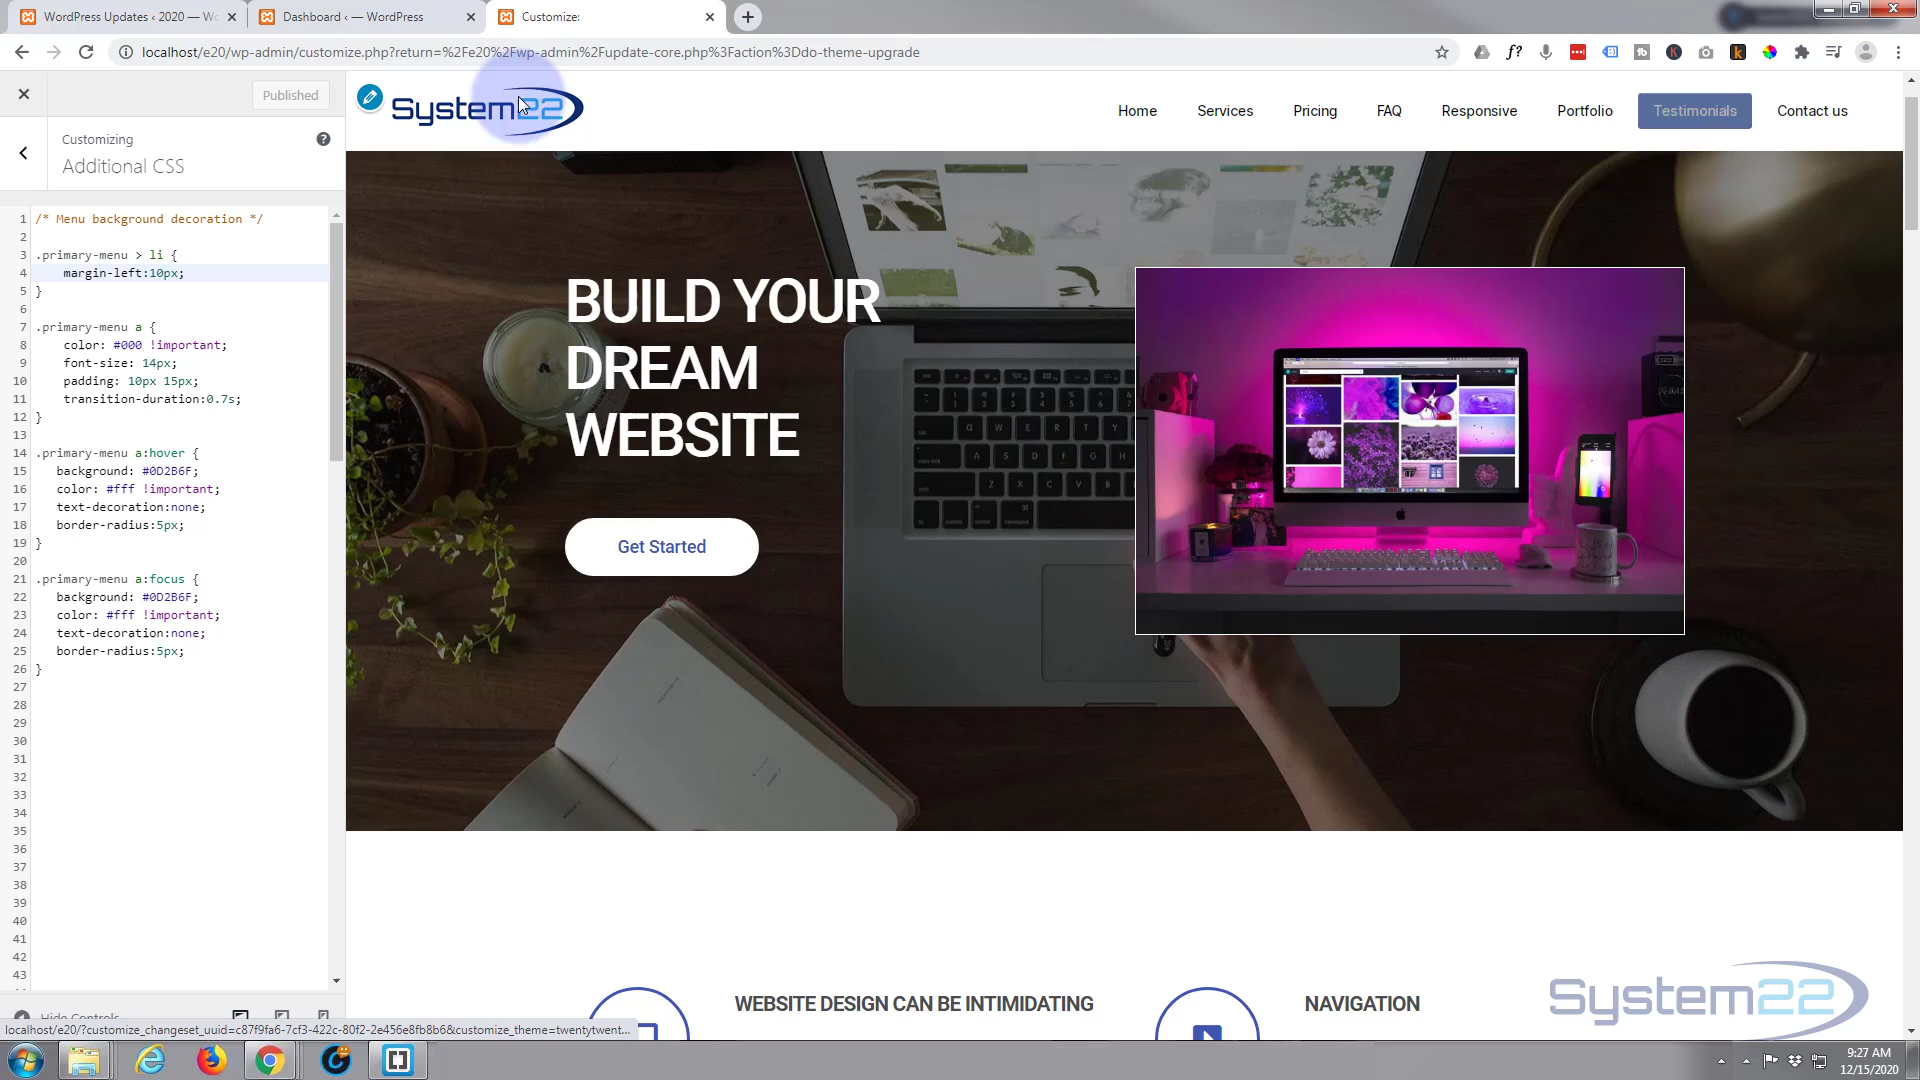 WordPress Updates ‹ 2020 — Wo
Dashboard ‹ — WordPress
Customize:
localhost/e20/wp-admin/customize.php?return=%2Fe20%2Fwp-admin%2Fupdate-core.php%3Faction%3Ddo-theme-upgrade
Published
Customizing
Additional CSS
System22
Home Services Pricing FAQ Responsive Portfolio Testimonials Contact us
1 /* Menu background decoration */
2
3 .primary-menu > li {
4 margin-left:10px;
5 }
6
7 .primary-menu a {
8 color: #000 !important;
9 font-size: 14px;
10 padding: 10px 15px;
11 transition-duration:0.7s;
12 }
13
14 .primary-menu a:hover {
15 background: #0D2B6F;
16 color: #fff !important;
17 text-decoration:none;
18 border-radius:5px;
19 }
20
21 .primary-menu a:focus {
22 background: #0D2B6F;
23 color: #fff !important;
24 text-decoration:none;
25 border-radius:5px;
26 }
27
28
29
30
31
32
33
34
35
36
37
38
39
40
41
42
43
BUILD YOUR
DREAM
WEBSITE
Get Started
WEBSITE DESIGN CAN BE INTIMIDATING
NAVIGATION
System22
Hide Controls
localhost/e20/?customize_changeset_uuid=c87f9fa6-7cf3-422c-80f2-2e456e8fb8b6&customize_theme=twentytwent...
9:27 AM
12/15/2020